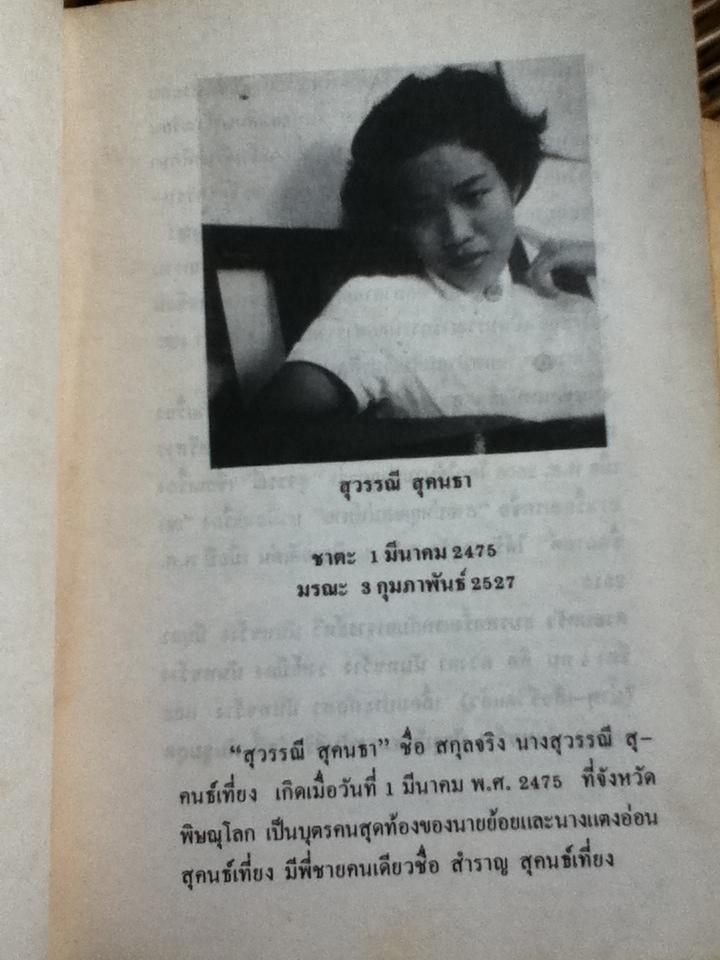 สุวรรณี สุคนธา
ชาตะ 1 มีนาคม 2475
มรณะ 3 กุมภาพันธ์ 2527
“สุวรรณี สุคนธา” ชื่อ สกุลจริง นางสุวรรณี สุ–
คนธ์เที่ยง เกิดเมื่อวันที่ 1 มีนาคม พ.ศ. 2475 ที่จังหวัด
พิษณุโลก เป็นบุตรคนสุดท้องของนายย้อยและนางแตงอ่อน
สุคนธ์เที่ยง มีพี่ชายคนเดียวชื่อ สำราญ สุคนธ์เที่ยง